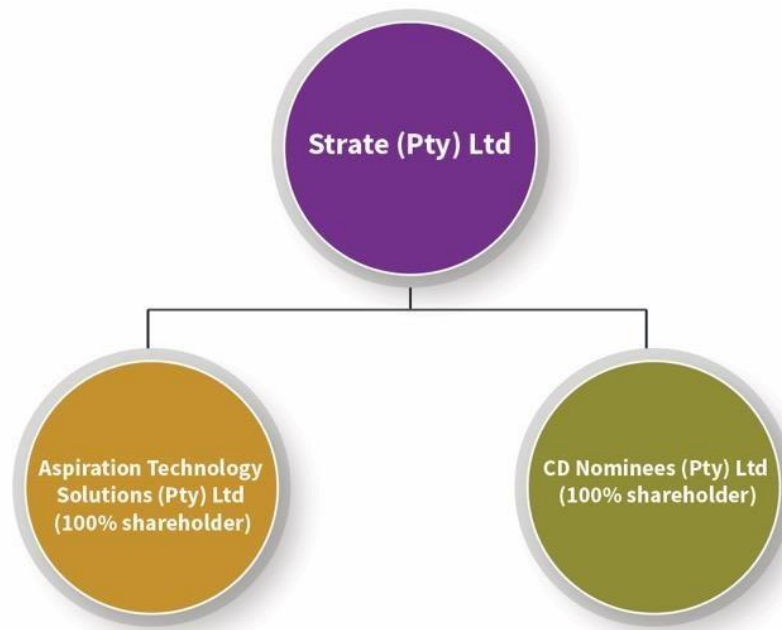 Strate (Pty) Ltd
Aspiration Technology
Solutions (Pty) Ltd
(100% shareholder)
CD Nominees (Pty) Ltd
(100% shareholder)